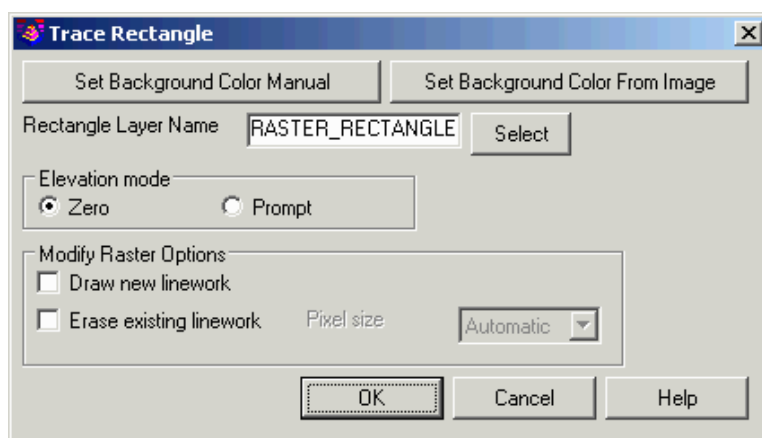 Trace Rectangle
Set Background Color Manual Set Background Color From Image
Rectangle Layer Name RASTER_RECTANGLE Select
Elevation mode
Zero Prompt
Modify Raster Options
Draw new linework
Erase existing linework Pixel size Automatic
OK Cancel Help